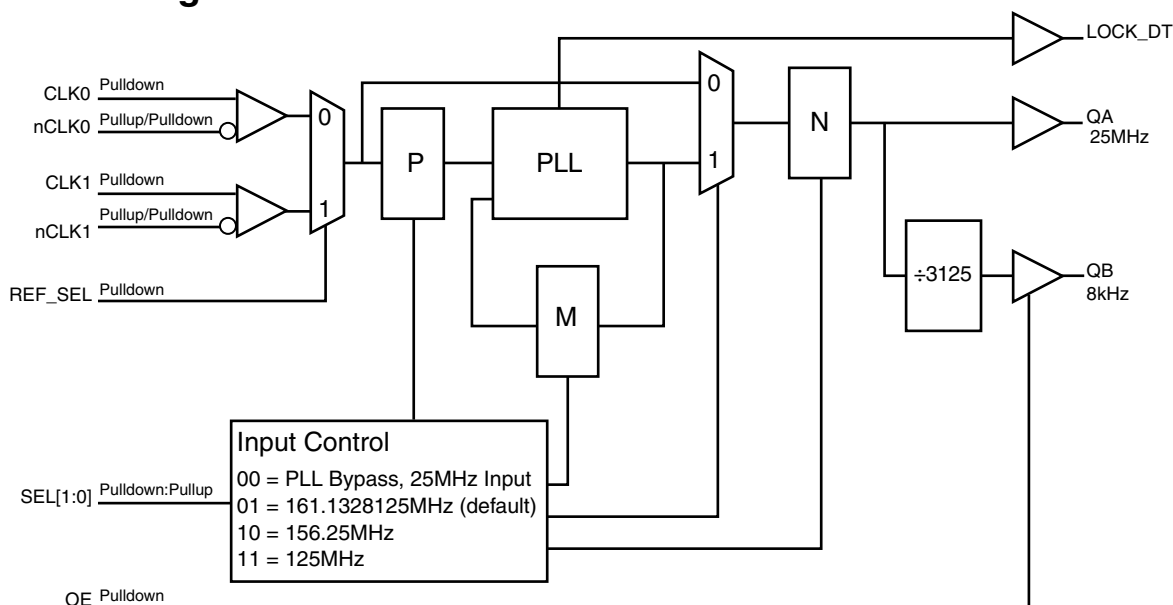 LOCK_DT
CLK0 Pulldown
nCLK0 Pullup/Pulldown
0
0
P
PLL
N
QA
25MHz
1
CLK1 Pulldown
nCLK1 Pullup/Pulldown
1
÷3125
QB
8kHz
REF_SEL Pulldown
M
Input Control
00 = PLL Bypass, 25MHz Input
SEL[1:0] Pulldown:Pullup
01 = 161.1328125MHz (default)
10 = 156.25MHz
11 = 125MHz
OE Pulldown